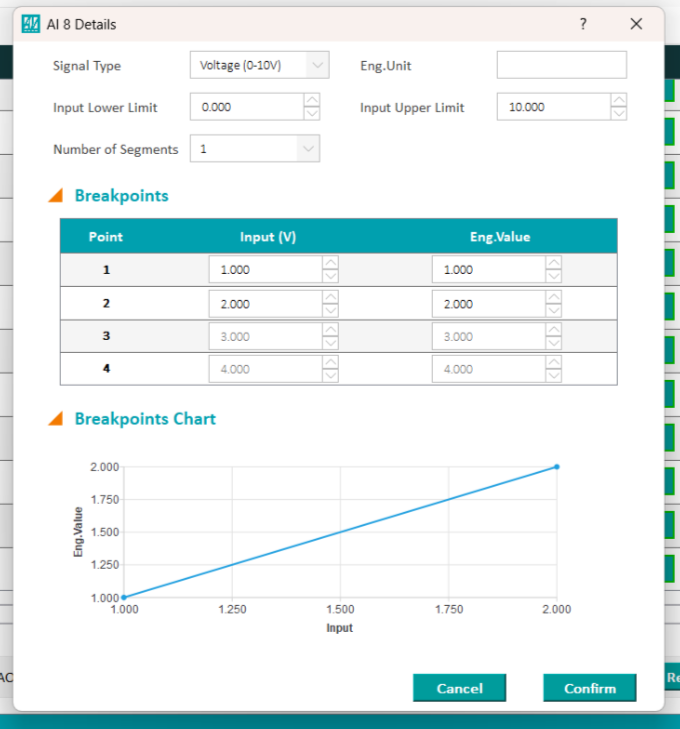 AI 8 Details
?
Signal Type Voltage (0-10V) Eng.Unit
Input Lower Limit 0.000 Input Upper Limit 10.000
Number of Segments 1
Breakpoints
Point Input (V) Eng.Value
1 1.000 1.000
2 2.000 2.000
3 3.000 3.000
4 4.000 4.000
Breakpoints Chart
2.000
1.750
1.500
1.250
1.000
Eng.Value
1.000 1.250 1.500 1.750 2.000
Input
AC
Re
Cancel Confirm